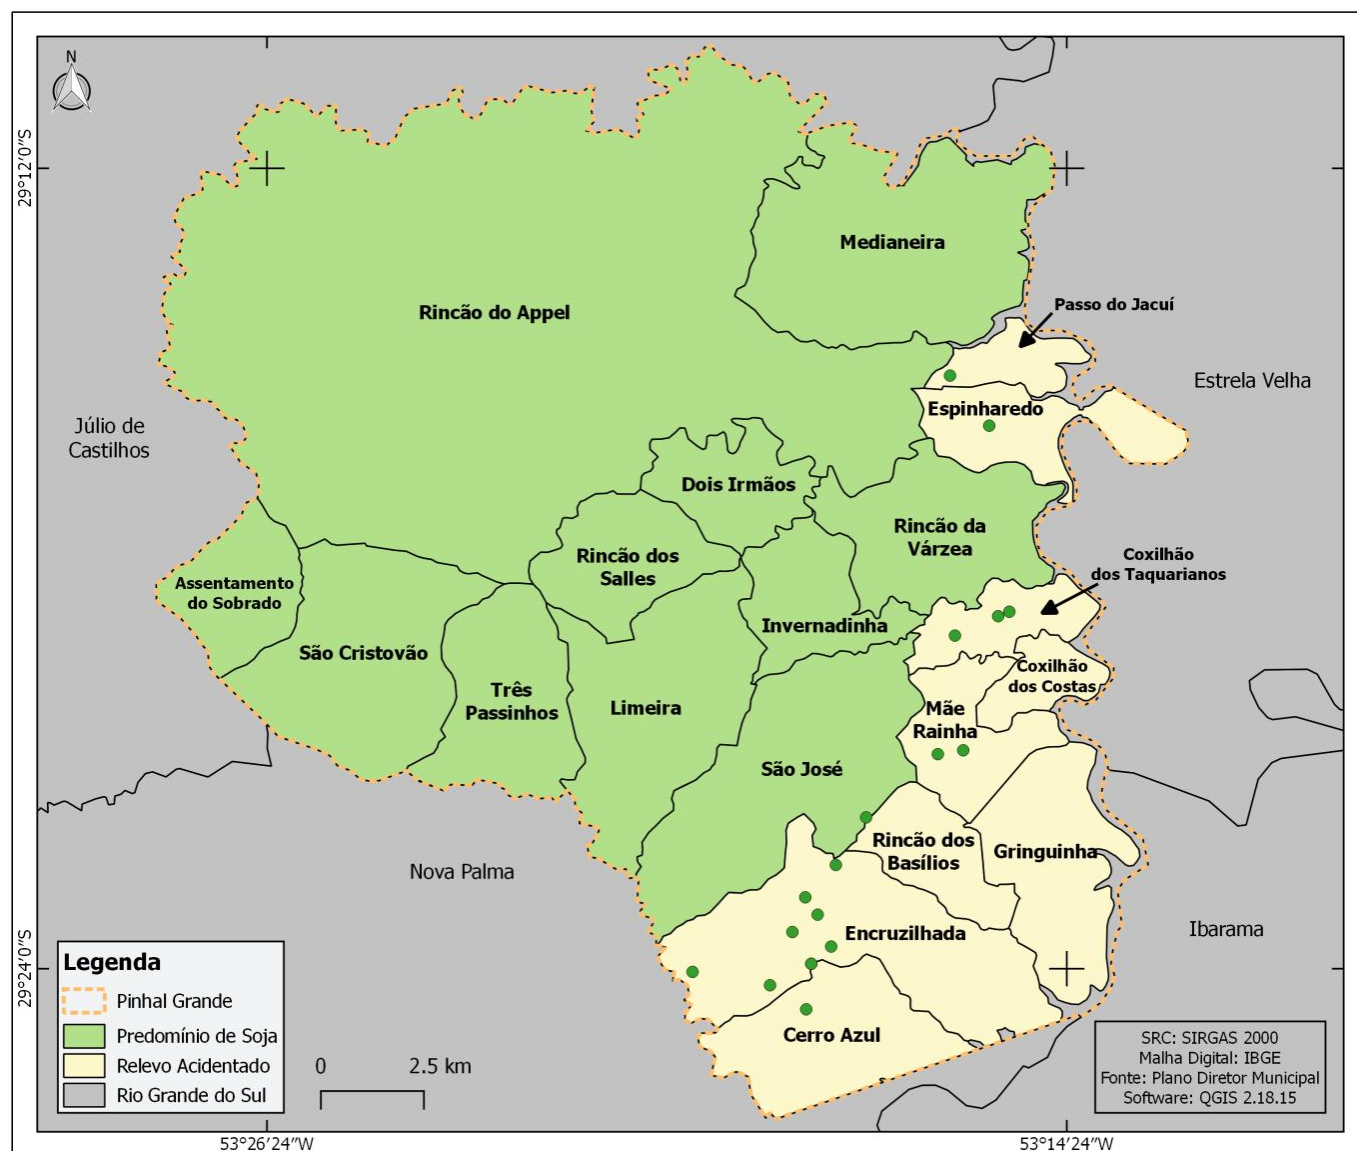 N
29°12'0"S
Medianeira
Rincão do Appel
Passo do Jacuí
Estrela Velha
Júlio de
Castilhos
Espinharedo
Dois Irmãos
Rincão da
Várzea
Rincão dos
Salles
Coxilhão
dos Taquarianos
Assentamento
do Sobrado
Invernadinha
São Cristovão
Coxilhão
dos Costas
Três
Passinhos
Limeira
Mãe
Rainha
São José
Rincão dos
Basílios
Gringuinha
Nova Palma
Encruzilhada
Ibarama
29°24'0"S
Cerro Azul
Legenda
Pinhal Grande
Predomínio de Soja
Relevo Acidentado
Rio Grande do Sul
0 2.5 km
SRC: SIRGAS 2000
Malha Digital: IBGE
Fonte: Plano Diretor Municipal
Software: QGIS 2.18.15
53°26'24"W 53°14'24"W